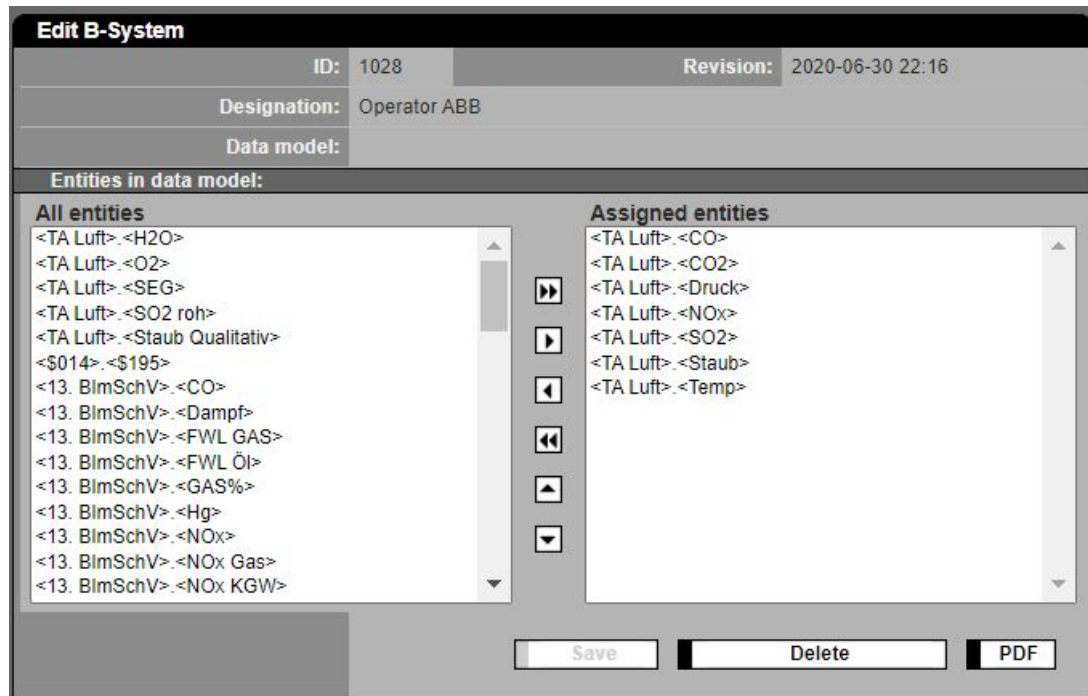 Edit B-System
ID: 1028 Revision: 2020-06-30 22:16
Designation: Operator ABB
Data model:
Entities in data model:
All entities
<TA Luft>.<H2O>
<TA Luft>.<O2>
<TA Luft>.<SEG>
<TA Luft>.<SO2 roh>
<TA Luft>.<Staub Qualitativ>
<$014>.<$195>
<13. BImSchV>.<CO>
<13. BImSchV>.<Dampf>
<13. BImSchV>.<FWL GAS>
<13. BImSchV>.<FWL Öl>
<13. BImSchV>.<GAS%>
<13. BImSchV>.<Hg>
<13. BImSchV>.<NOx>
<13. BImSchV>.<NOx Gas>
<13. BImSchV>.<NOx KGW>
Assigned entities
<TA Luft>.<CO>
<TA Luft>.<CO2>
<TA Luft>.<Druck>
<TA Luft>.<NOx>
<TA Luft>.<SO2>
<TA Luft>.<Staub>
<TA Luft>.<Temp>
Save Delete PDF